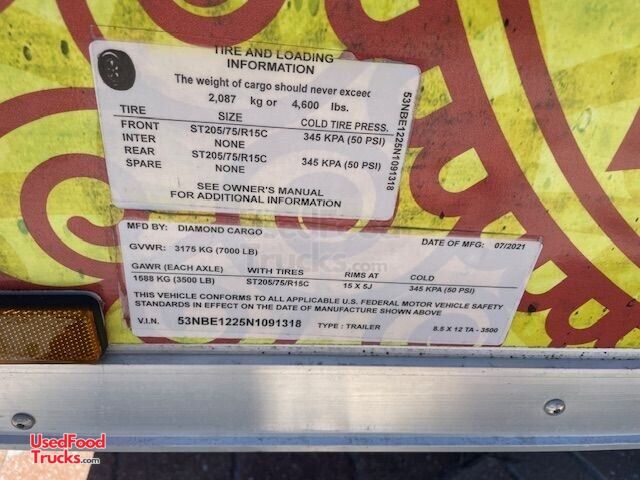 TIRE AND LOADING
INFORMATION
The weight of cargo should never exceed
2,087 kg or 4,600 lbs.
TIRE SIZE COLD TIRE PRESS.
FRONT ST205/75/R15C 345 KPA (50 PSI)
INTER NONE
REAR ST205/75/R15C 345 KPA (50 PSI)
SPARE NONE
SEE OWNER'S MANUAL
FOR ADDITIONAL INFORMATION
53NBE1225N1091318
MFD BY: DIAMOND CARGO DATE OF MFG: 07/2021
GVWR: 3175 KG (7000 LB)
GAWR (EACH AXLE) WITH TIRES RIMS AT COLD
1588 KG (3500 LB) ST205/75/R15C 15 X 5J 345 KPA (50 PSI)
THIS VEHICLE CONFORMS TO ALL APPLICABLE U.S. FEDERAL MOTOR VEHICLE SAFETY
STANDARDS IN EFFECT ON THE DATE OF MANUFACTURE SHOWN ABOVE
V.I.N. 53NBE1225N1091318 TYPE: TRAILER 8.5 X 12 TA - 3500
UsedFood
Trucks.com